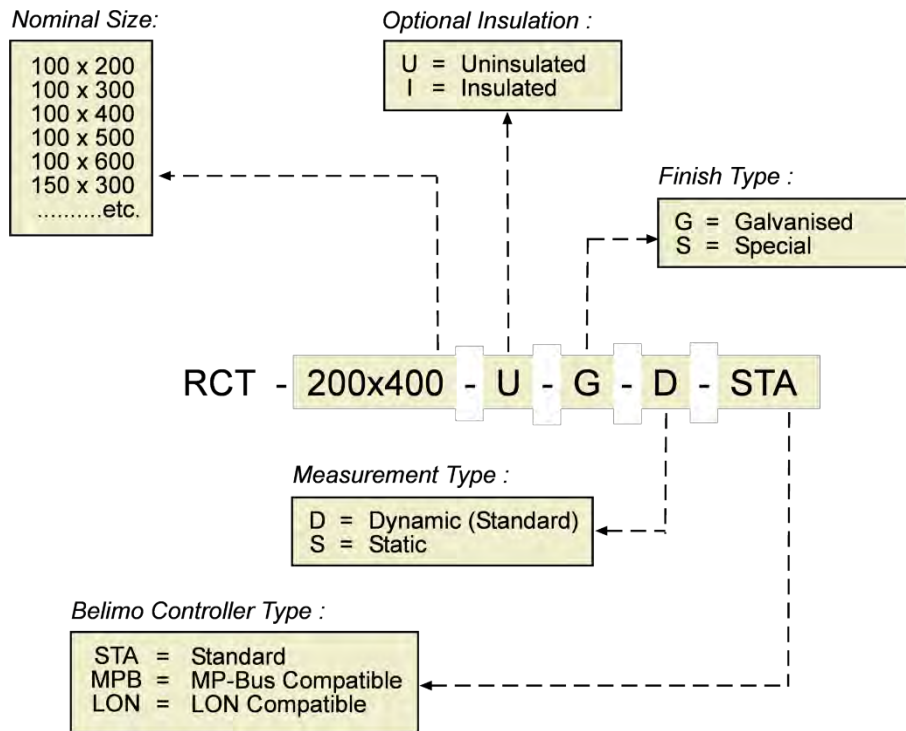 Nominal Size:
100 x 200
100 x 300
100 x 400
100 x 500
100 x 600
150 x 300
..........etc.
Optional Insulation :
U = Uninsulated
I = Insulated
Finish Type :
G = Galvanised
S = Special
RCT - 200x400 - U - G - D - STA
Measurement Type :
D = Dynamic (Standard)
S = Static
Belimo Controller Type :
STA = Standard
MPB = MP-Bus Compatible
LON = LON Compatible